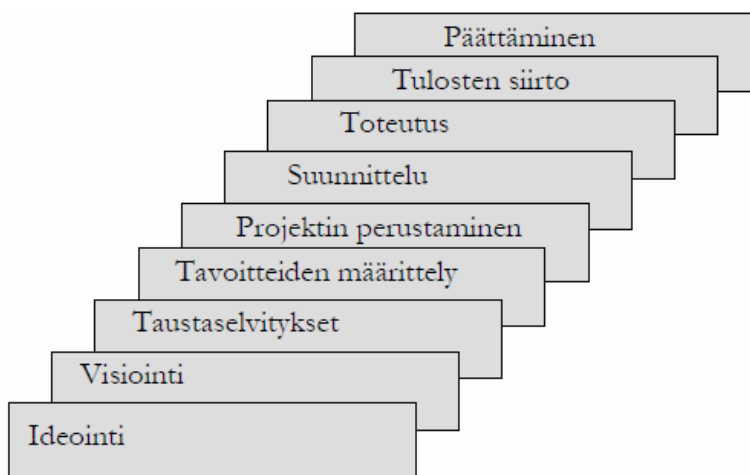 Päättäminen
Tulosten siirto
Toteutus
Suunnittelu
Projektin perustaminen
Tavoitteiden määrittely
Taustaselvitykset
Visiointi
Ideointi